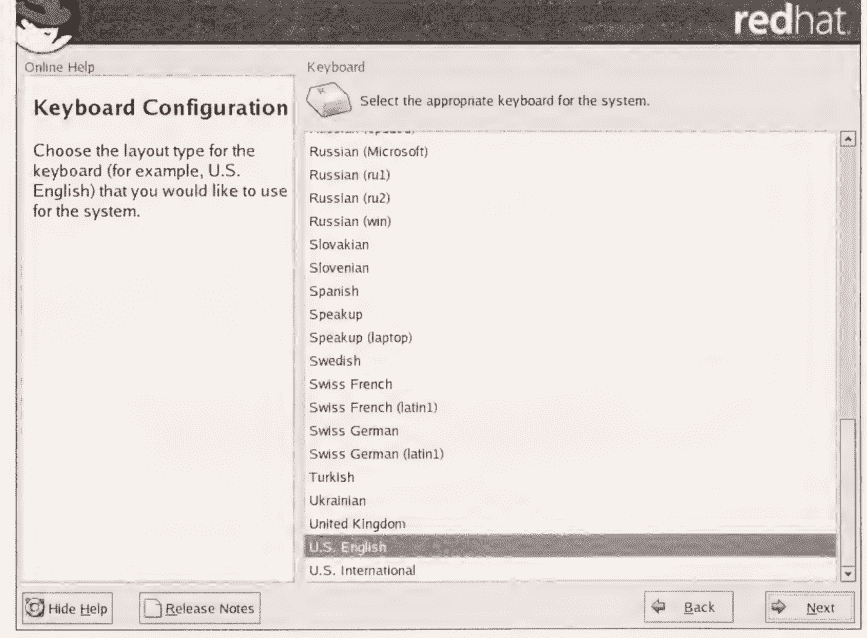 redhat.
Online Help
Keyboard
Keyboard Configuration
Select the appropriate keyboard for the system.
Choose the layout type for the
keyboard (for example, U.S.
English) that you would like to use
for the system.
Russian (Microsoft)
Russian (ru1)
Russian (ru2)
Russian (win)
Slovakian
Slovenian
Spanish
Speakup
Speakup (laptop)
Swedish
Swiss French
Swiss French (latin1)
Swiss German
Swiss German (latin1)
Turkish
Ukrainian
United Kingdom
U.S. English
U.S. International
Hide Help
Release Notes
Back
Next